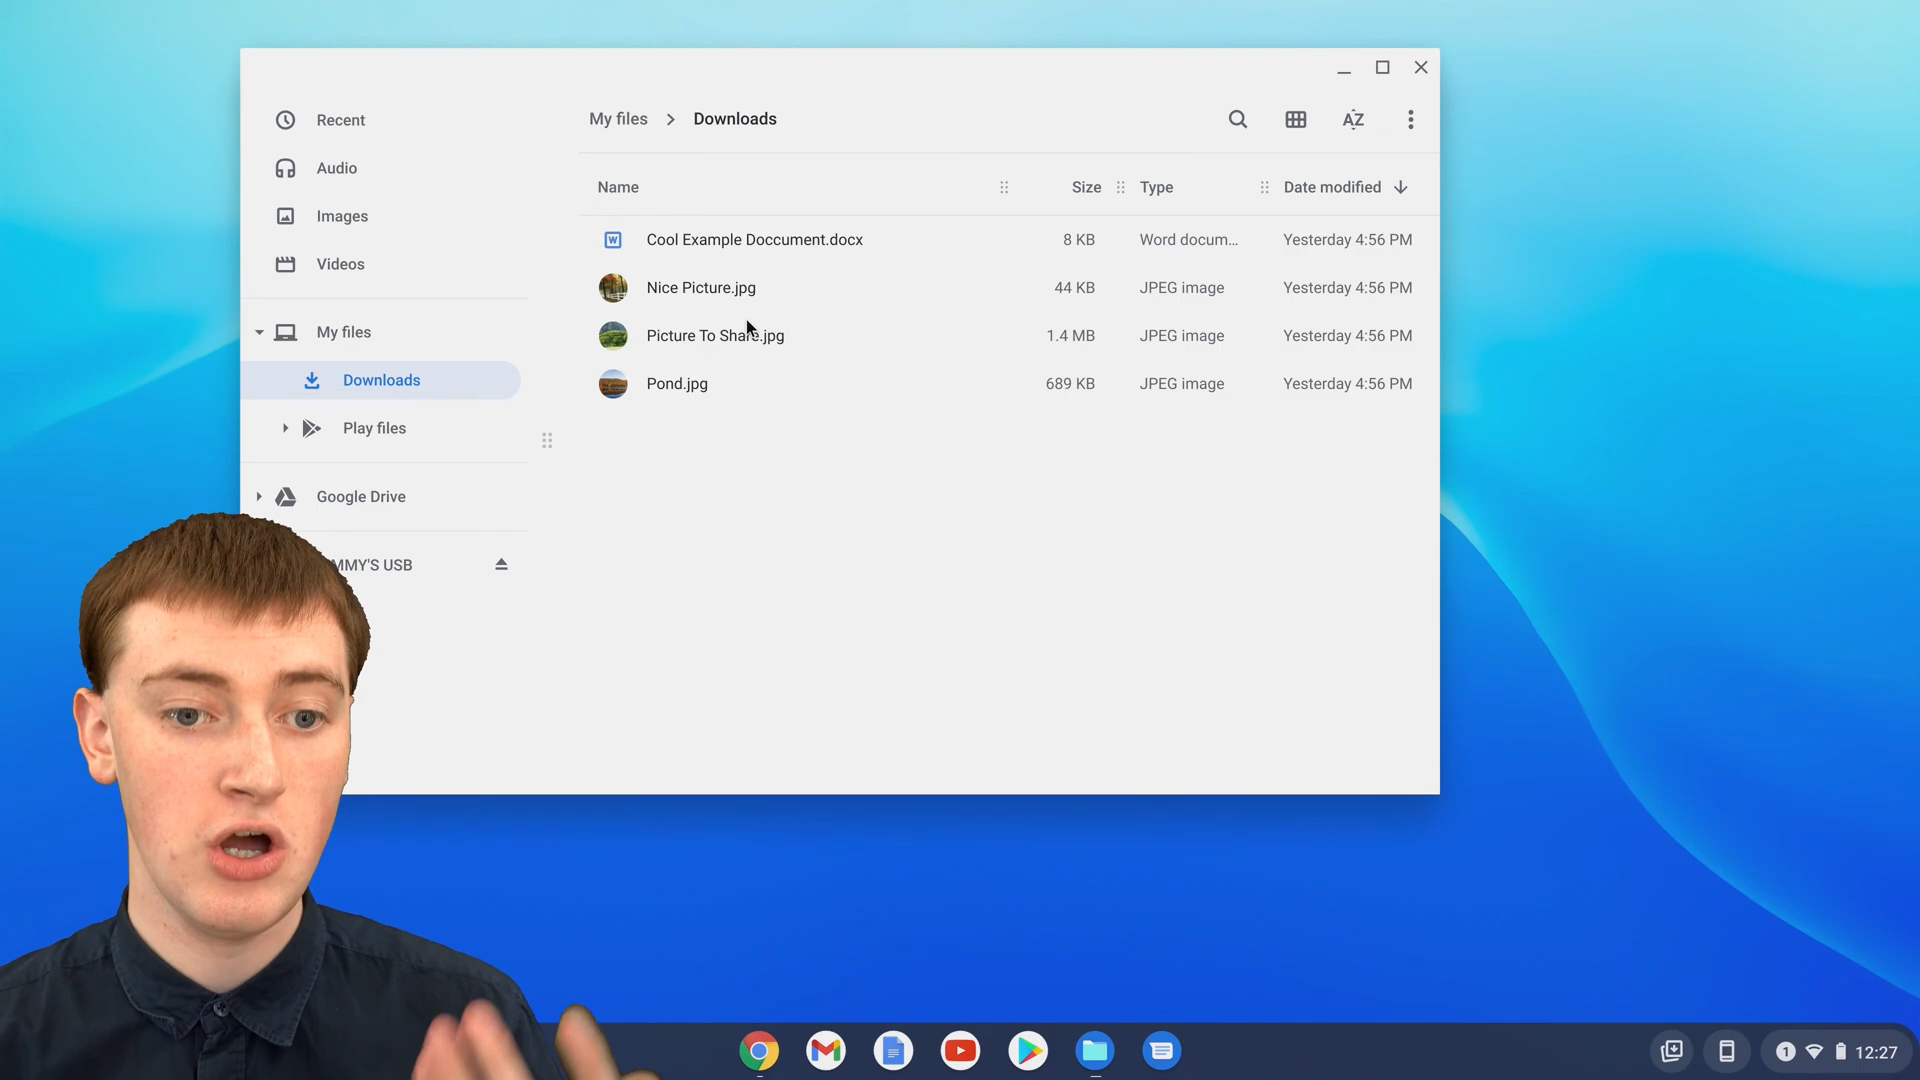 Recent
Audio
Images
Videos
My files
Downloads
Play files
Google Drive
MMY'S USB
My files > Downloads
AZ
Name Size Type Date modified
Cool Example Doccument.docx 8 KB Word docum... Yesterday 4:56 PM
Nice Picture.jpg 44 KB JPEG image Yesterday 4:56 PM
Picture To Share.jpg 1.4 MB JPEG image Yesterday 4:56 PM
Pond.jpg 689 KB JPEG image Yesterday 4:56 PM
1 12:27